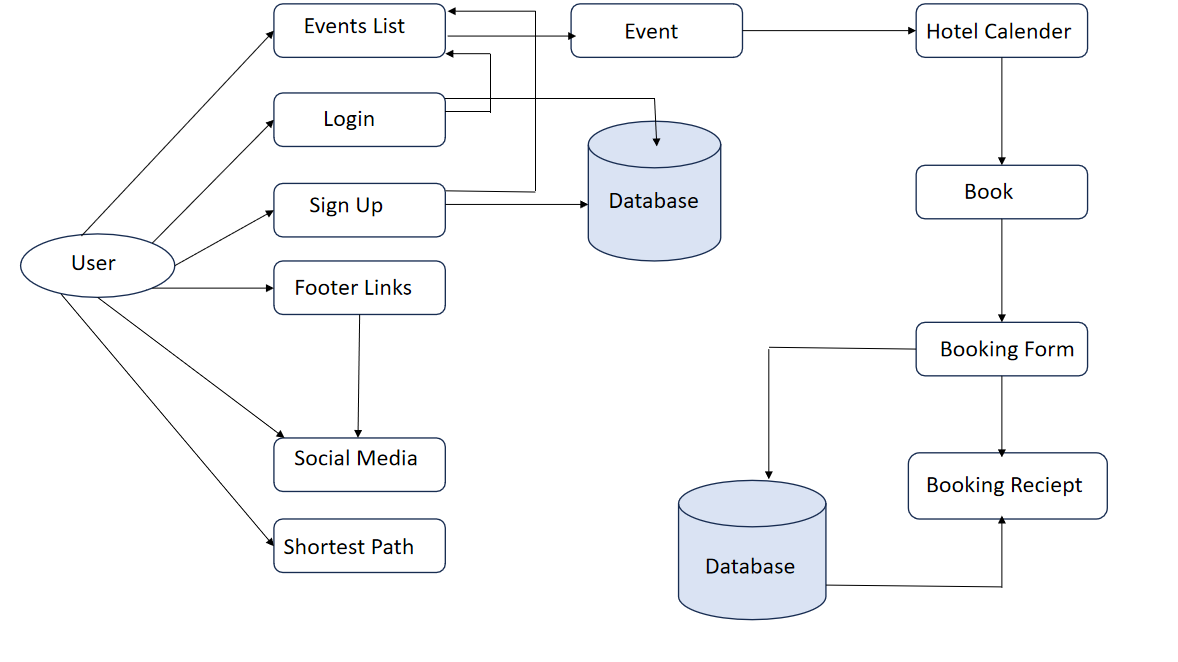 Events List
Event
Hotel Calender
Login
Sign Up
Database
Book
User
Footer Links
Booking Form
Social Media
Booking Reciept
Shortest Path
Database